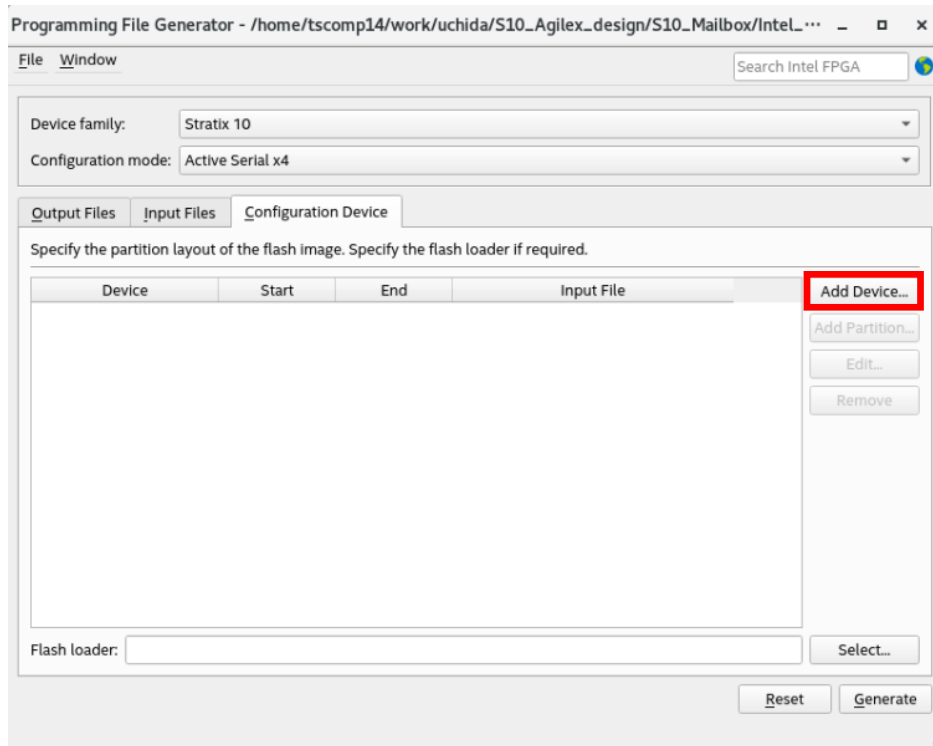 Programming File Generator - /home/tscomp14/work/uchida/S10_Agilex_design/S10_Mailbox/Intel_···
File Window
Search Intel FPGA
Device family: Stratix 10
Configuration mode: Active Serial x4
Output Files Input Files Configuration Device
Specify the partition layout of the flash image. Specify the flash loader if required.
Device Start End Input File
Add Device...
Add Partition...
Edit...
Remove
Flash loader: Select...
Reset Generate